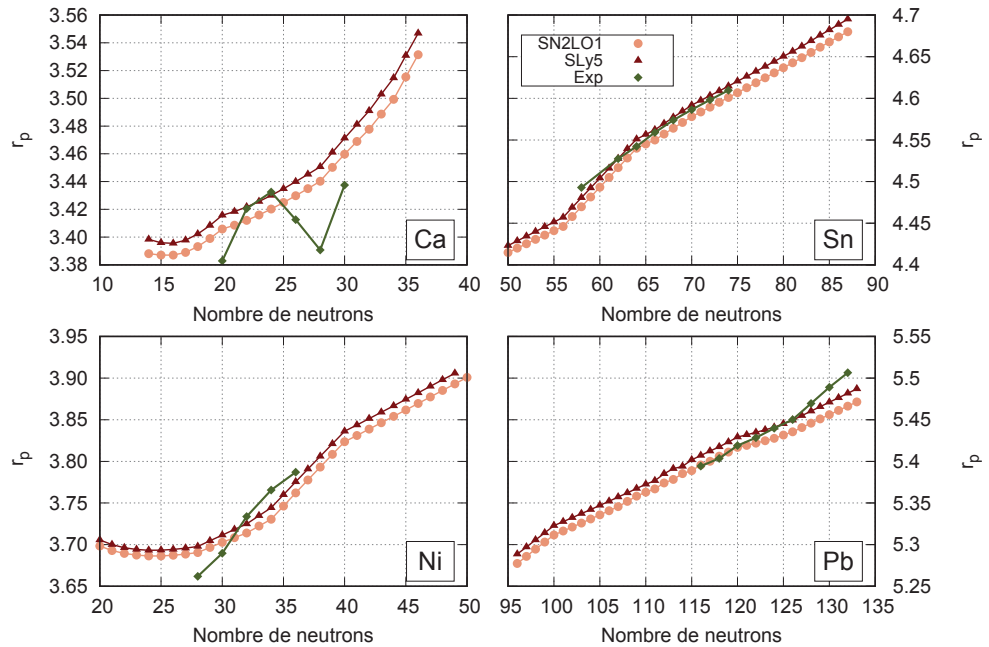 3.56
3.54
3.52
3.50
3.48
3.46
3.44
3.42
3.40
3.38
r_p
10 15 20 25 30 35 40
Nombre de neutrons
Ca
SN2LO1
SLy5
Exp
4.7
4.65
4.6
4.55
4.5
4.45
4.4
r_p
50 55 60 65 70 75 80 85 90
Nombre de neutrons
Sn
3.95
3.90
3.85
3.80
3.75
3.70
3.65
r_p
20 25 30 35 40 45 50
Nombre de neutrons
Ni
5.55
5.5
5.45
5.4
5.35
5.3
5.25
r_p
95 100 105 110 115 120 125 130 135
Nombre de neutrons
Pb